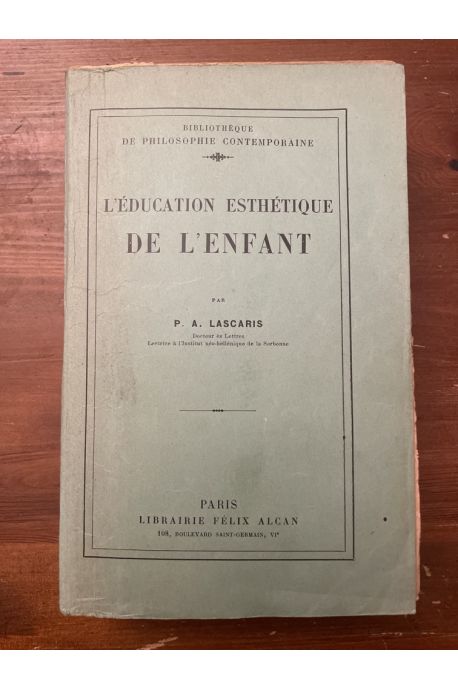 BIBLIOTHÈQUE
DE PHILOSOPHIE CONTEMPORAINE
L'ÉDUCATION ESTHÉTIQUE
DE L'ENFANT
PAR
P. A. LASCARIS
Docteur ès Lettres
Lectrice à l'Institut néo-hellénique de la Sorbonne
PARIS
LIBRAIRIE FÉLIX ALCAN
108, BOULEVARD SAINT-GERMAIN, VIe